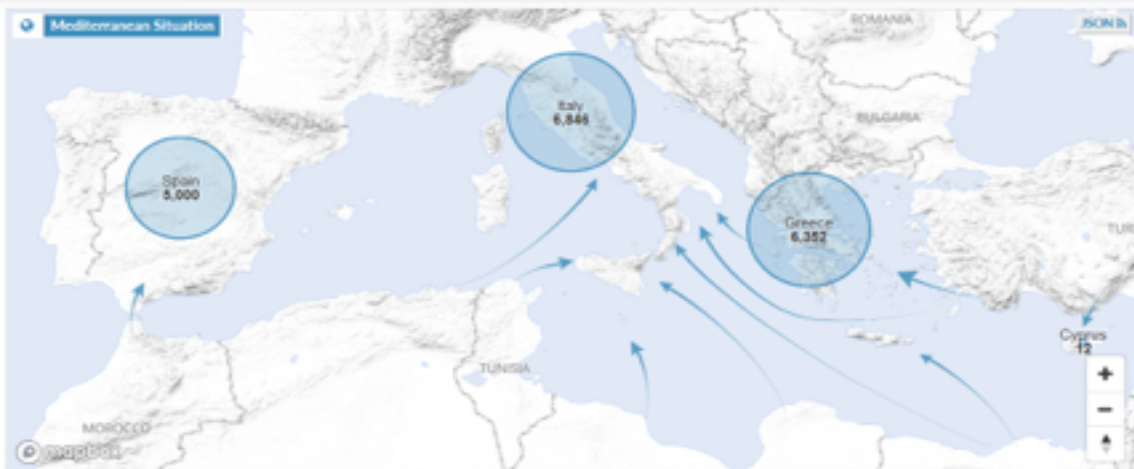 Mediterranean Situation
JSON
ROMANIA
Italy
6,846
BULGARIA
Spain
5,000
Greece
6,352
TUR
Cyprus
12
+
−
TUNISIA
MOROCCO
mapbox